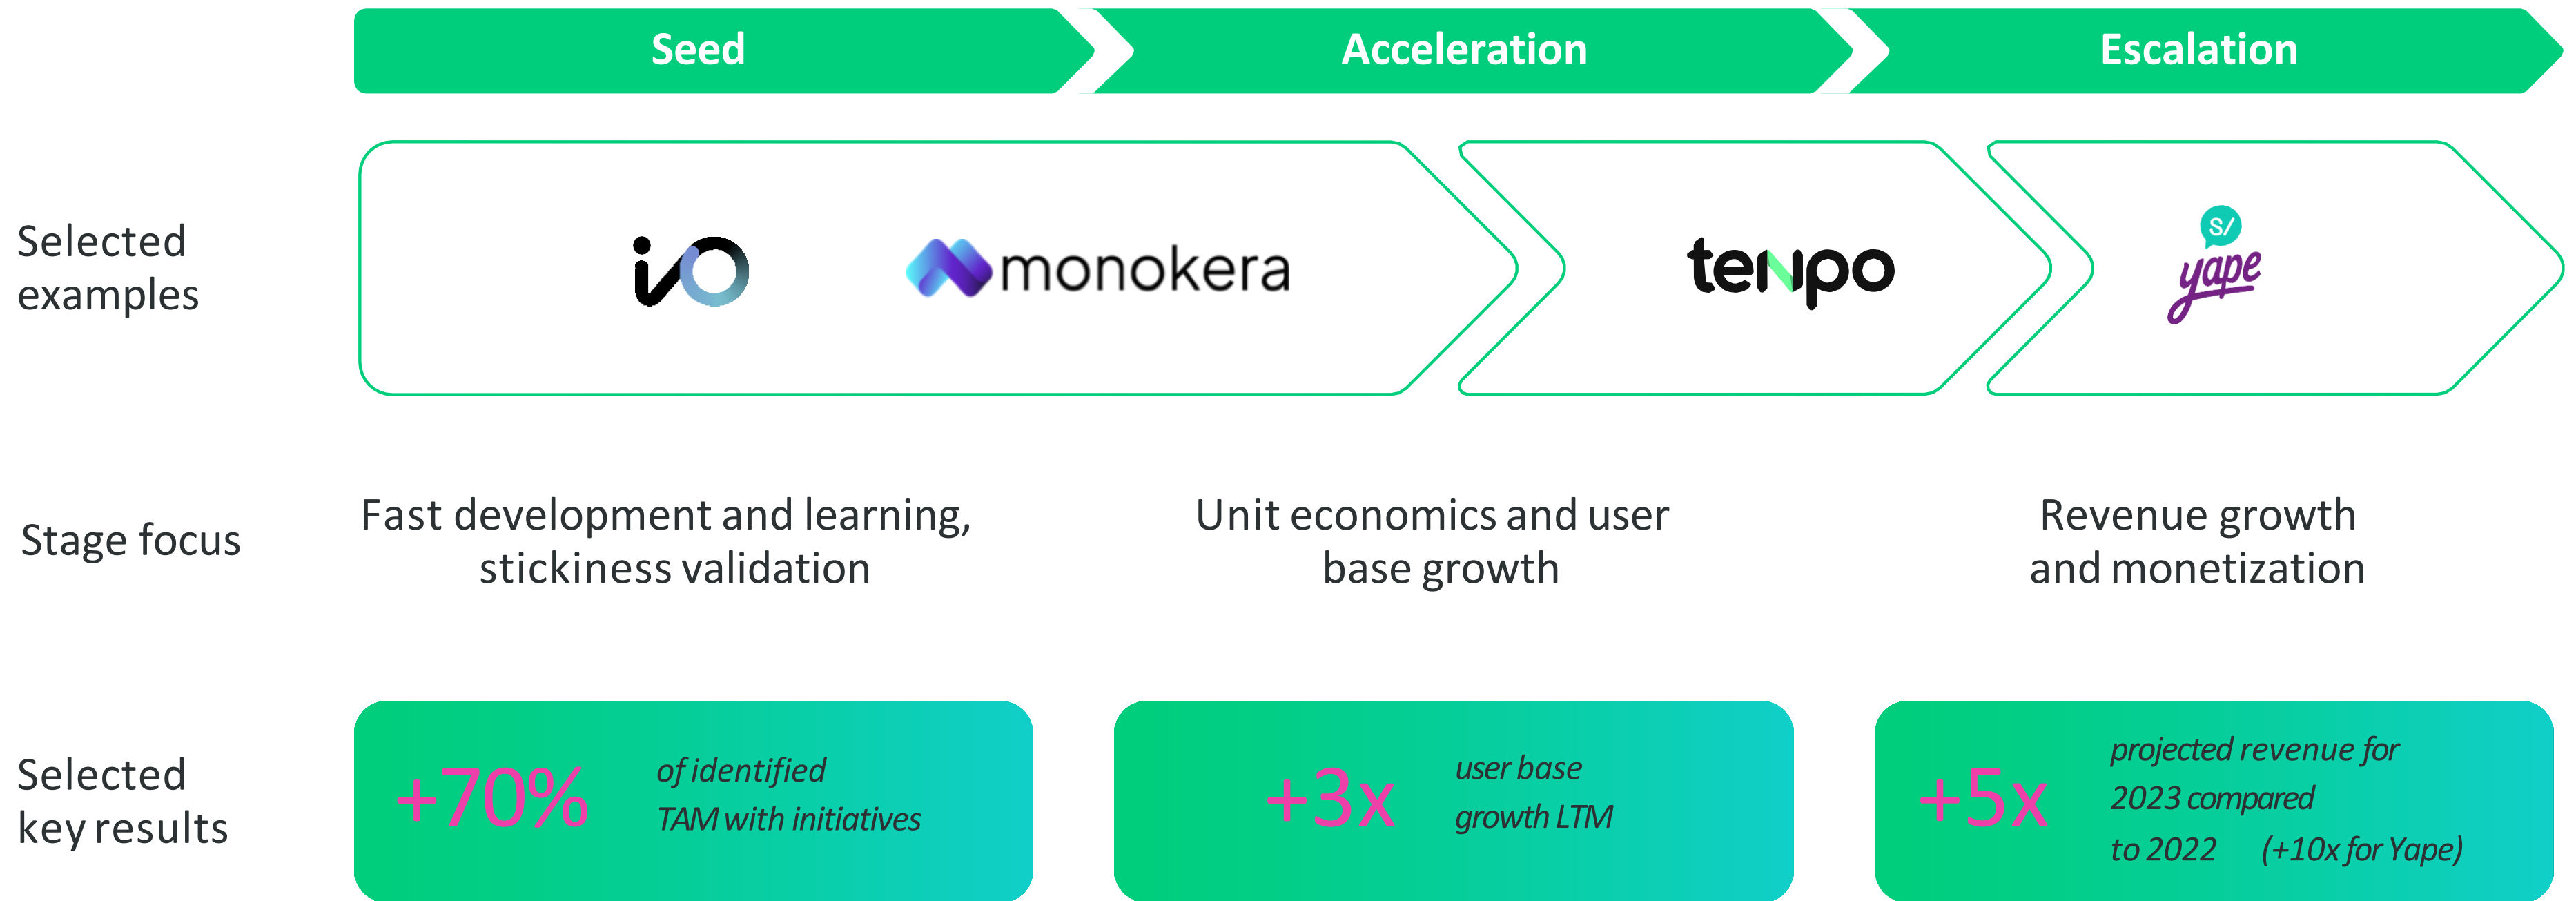 Seed
Acceleration
Escalation
Selected
examples
io
monokera
tenpo
S/
yape
Stage focus
Fast development and learning,
stickiness validation
Unit economics and user
base growth
Revenue growth
and monetization
Selected
key results
+70%
of identified
TAM with initiatives
+3x
user base
growth LTM
+5x
projected revenue for
2023 compared
to 2022 (+10x for Yape)